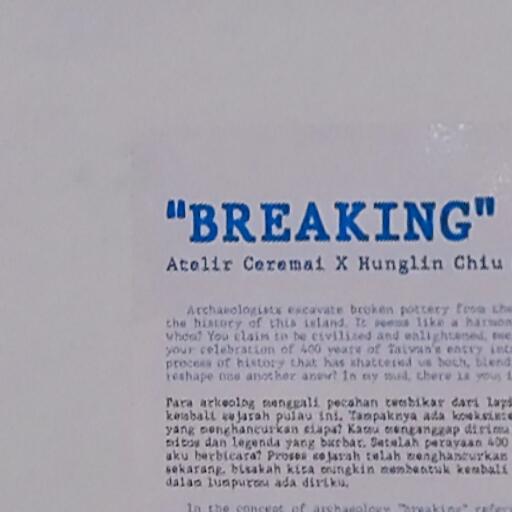 "BREAKING"
Atelir Ceremai X Hunglin Chiu
Archaeologists excavate broken pottery from the
the history of this island. It seems like a harmon
whom? You claim to be civilized and enlightened,
your celebration of 400 years of Taiwan's entry int
process of history that has shattered us both, blend
reshape one another anew? In my mud, there is you, i
Para arkeolog menggali pecahan tembikar dari lapi
kembali sejarah pulau ini. Tampaknya ada koeksiste
yang menghancurkan siapa? Kamu menganggap dirimu
mitos dan legenda yang barbar. Setelah perayaan 400
aku berbicara? Proses sejarah telah menghancurkan
sekarang, bisakah kita mungkin membentuk kembali
dalam lumpurmu ada diriku.
In the concept of archaeology "breaking" refer